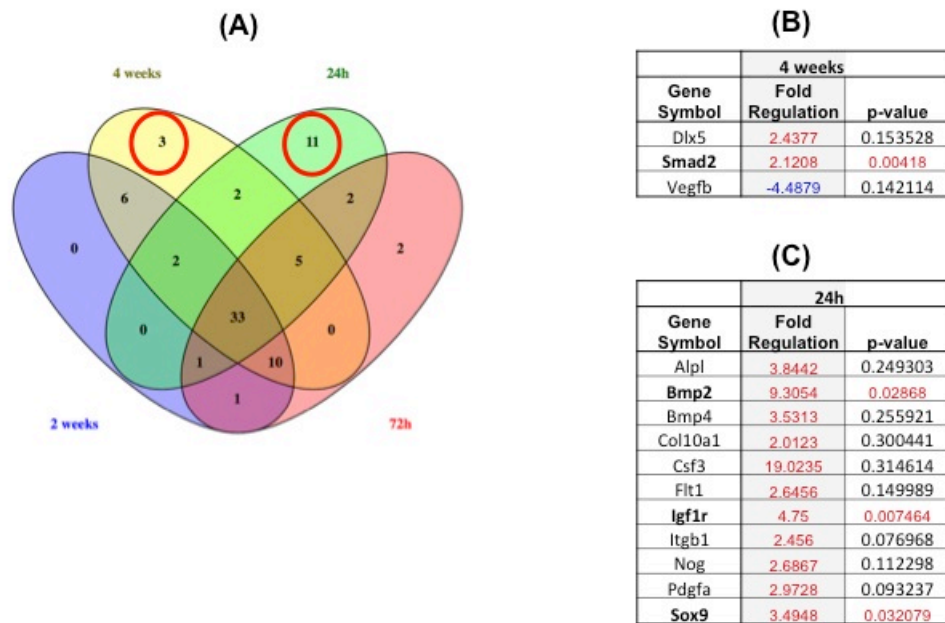 (A)
4 weeks
24h
3
11
6
2
2
0
2
5
2
0
33
0
1
10
1
2 weeks
72h
(B)
4 weeks
Gene Symbol Fold Regulation p-value
Dlx5 2.4377 0.153528
Smad2 2.1208 0.00418
Vegfb -4.4879 0.142114
(C)
24h
Gene Symbol Fold Regulation p-value
Alpl 3.8442 0.249303
Bmp2 9.3054 0.02868
Bmp4 3.5313 0.255921
Col10a1 2.0123 0.300441
Csf3 19.0235 0.314614
Flt1 2.6456 0.149989
Igf1r 4.75 0.007464
Itgb1 2.456 0.076968
Nog 2.6867 0.112298
Pdgfa 2.9728 0.093237
Sox9 3.4948 0.032079